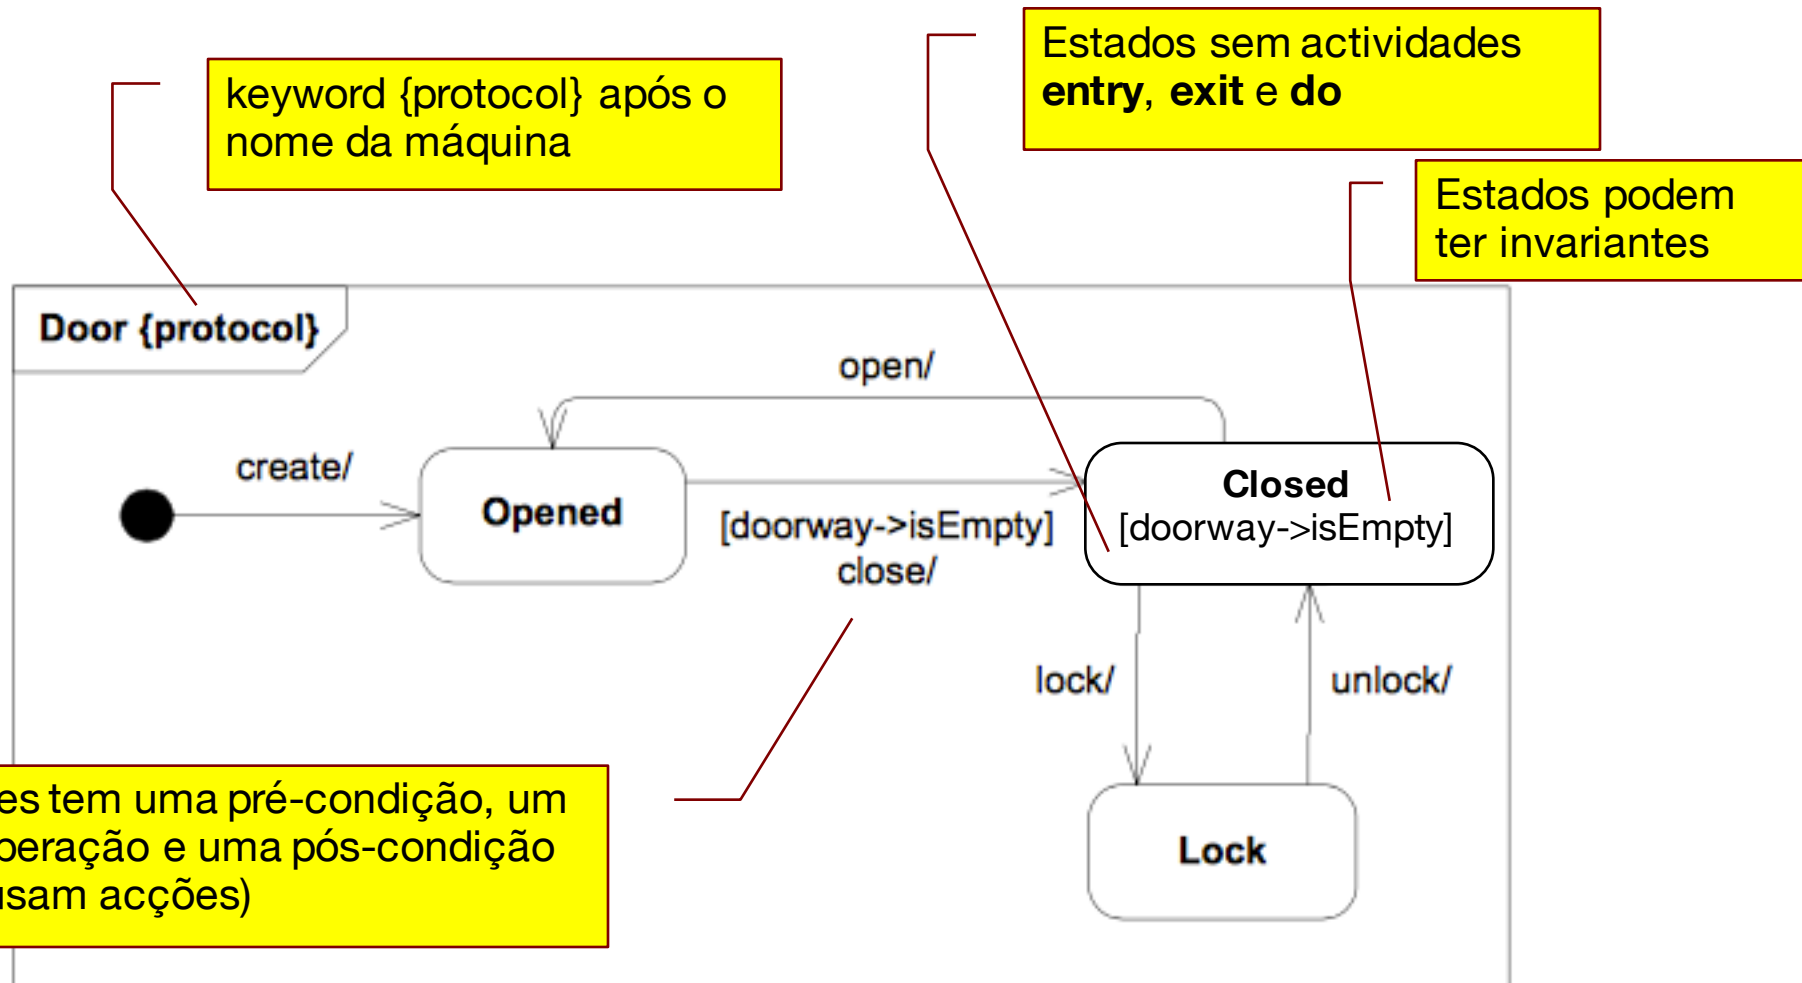 Estados sem actividades
entry, exit e do
keyword {protocol} após o
nome da máquina
Estados podem
ter invariantes
Door {protocol}
open/
create/
Opened
[doorway->isEmpty]
close/
Closed
[doorway->isEmpty]
lock/
unlock/
es tem uma pré-condição, um
peração e uma pós-condição
usam acções)
Lock